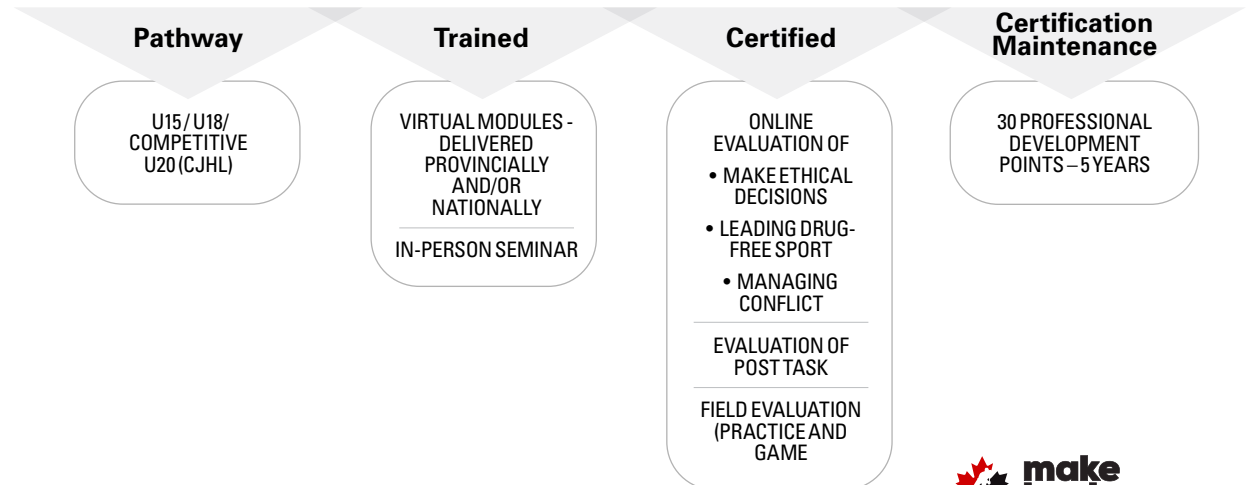 Pathway
U15 / U18/
COMPETITIVE
U20 (CJHL)
Trained
VIRTUAL MODULES -
DELIVERED
PROVINCIALLY
AND/OR
NATIONALLY
IN-PERSON SEMINAR
Certified
ONLINE
EVALUATION OF
• MAKE ETHICAL
DECISIONS
• LEADING DRUG-
FREE SPORT
• MANAGING
CONFLICT
EVALUATION OF
POST TASK
FIELD EVALUATION
(PRACTICE AND
GAME
Certification
Maintenance
30 PROFESSIONAL
DEVELOPMENT
POINTS – 5 YEARS
make